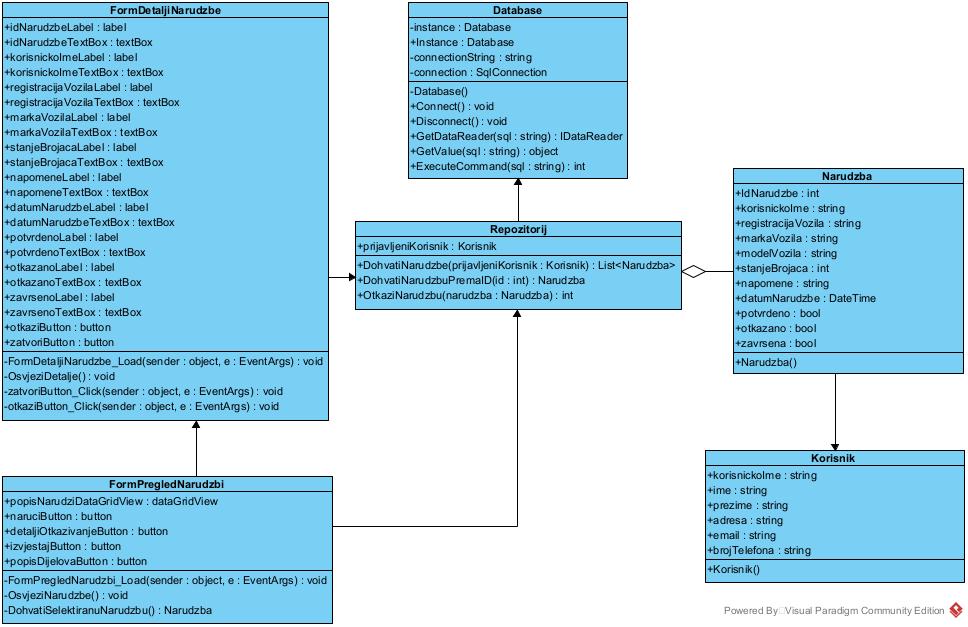 FormDetaljiNarudzbe
+idNarudzbeLabel : label
+idNarudzbeTextBox : textBox
+korisnickoImeLabel : label
+korisnickoImeTextBox : textBox
+registracijaVozilaLabel : label
+registracijaVozilaTextBox : textBox
+markaVozilaLabel : label
+markaVozilaTextBox : textBox
+stanjeBrojacaLabel : label
+stanjeBrojacaTextBox : textBox
+napomeneLabel : label
+napomeneTextBox : textBox
+datumNarudzbeLabel : label
+datumNarudzbeTextBox : textBox
+potvrdenoLabel : label
+potvrdenoTextBox : textBox
+otkazanoLabel : label
+otkazanoTextBox : textBox
+zavrsenoLabel : label
+zavrsenoTextBox : textBox
+otkaziButton : button
+zatvoriButton : button
-FormDetaljiNarudzbe_Load(sender : object, e : EventArgs) : void
-OsvjeziDetalje() : void
-zatvoriButton_Click(sender : object, e : EventArgs) : void
-otkaziButton_Click(sender : object, e : EventArgs) : void
Database
-instance : Database
+Instance : Database
-connectionString : string
-connection : SqlConnection
-Database()
+Connect() : void
+Disconnect() : void
+GetDataReader(sql : string) : IDataReader
+GetValue(sql : string) : object
+ExecuteCommand(sql : string) : int
Repozitorij
+prijavljeniKorisnik : Korisnik
+DohvatiNarudzbe(prijavljeniKorisnik : Korisnik) : List<Narudzba>
+DohvatiNarudzbuPremaID(id : int) : Narudzba
+OtkaziNarudzbu(narudzba : Narudzba) : int
Narudzba
+IdNarudzbe : int
+korisnickoIme : string
+registracijaVozila : string
+markaVozila : string
+modelVozila : string
+stanjeBrojaca : int
+napomene : string
+datumNarudzbe : DateTime
+potvrdeno : bool
+otkazano : bool
+zavrsena : bool
+Narudzba()
FormPregledNarudzbi
+popisNarudziDataGridView : dataGridView
+naruciButton : button
+detaljiOtkazivanjeButton : button
+izvjestajButton : button
+popisDijelovaButton : button
-FormPregledNarudzbi_Load(sender : object, e : EventArgs) : void
-OsvjeziNarudzbe() : void
-DohvatiSelektiranuNarudzbu() : Narudzba
Korisnik
+korisnickoIme : string
+ime : string
+prezime : string
+adresa : string
+email : string
+brojTelefona : string
+Korisnik()
Powered By Visual Paradigm Community Edition